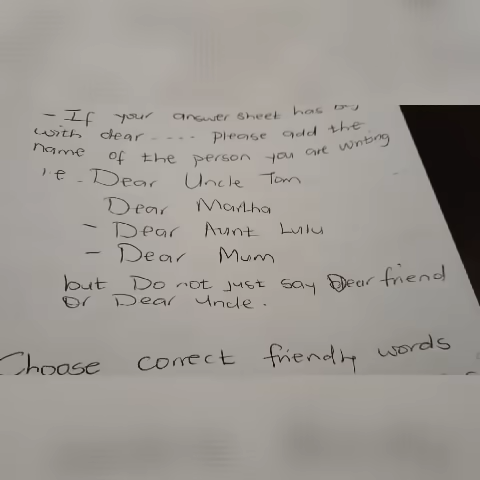 - If your answer sheet has
with dear .... please add the
name of the person you are writing
i.e. Dear Uncle Tom
Dear Martha
- Dear Aunt Lulu
- Dear Mum
but Do not just say Dear friend
Or Dear Uncle.
Choose correct friendly words